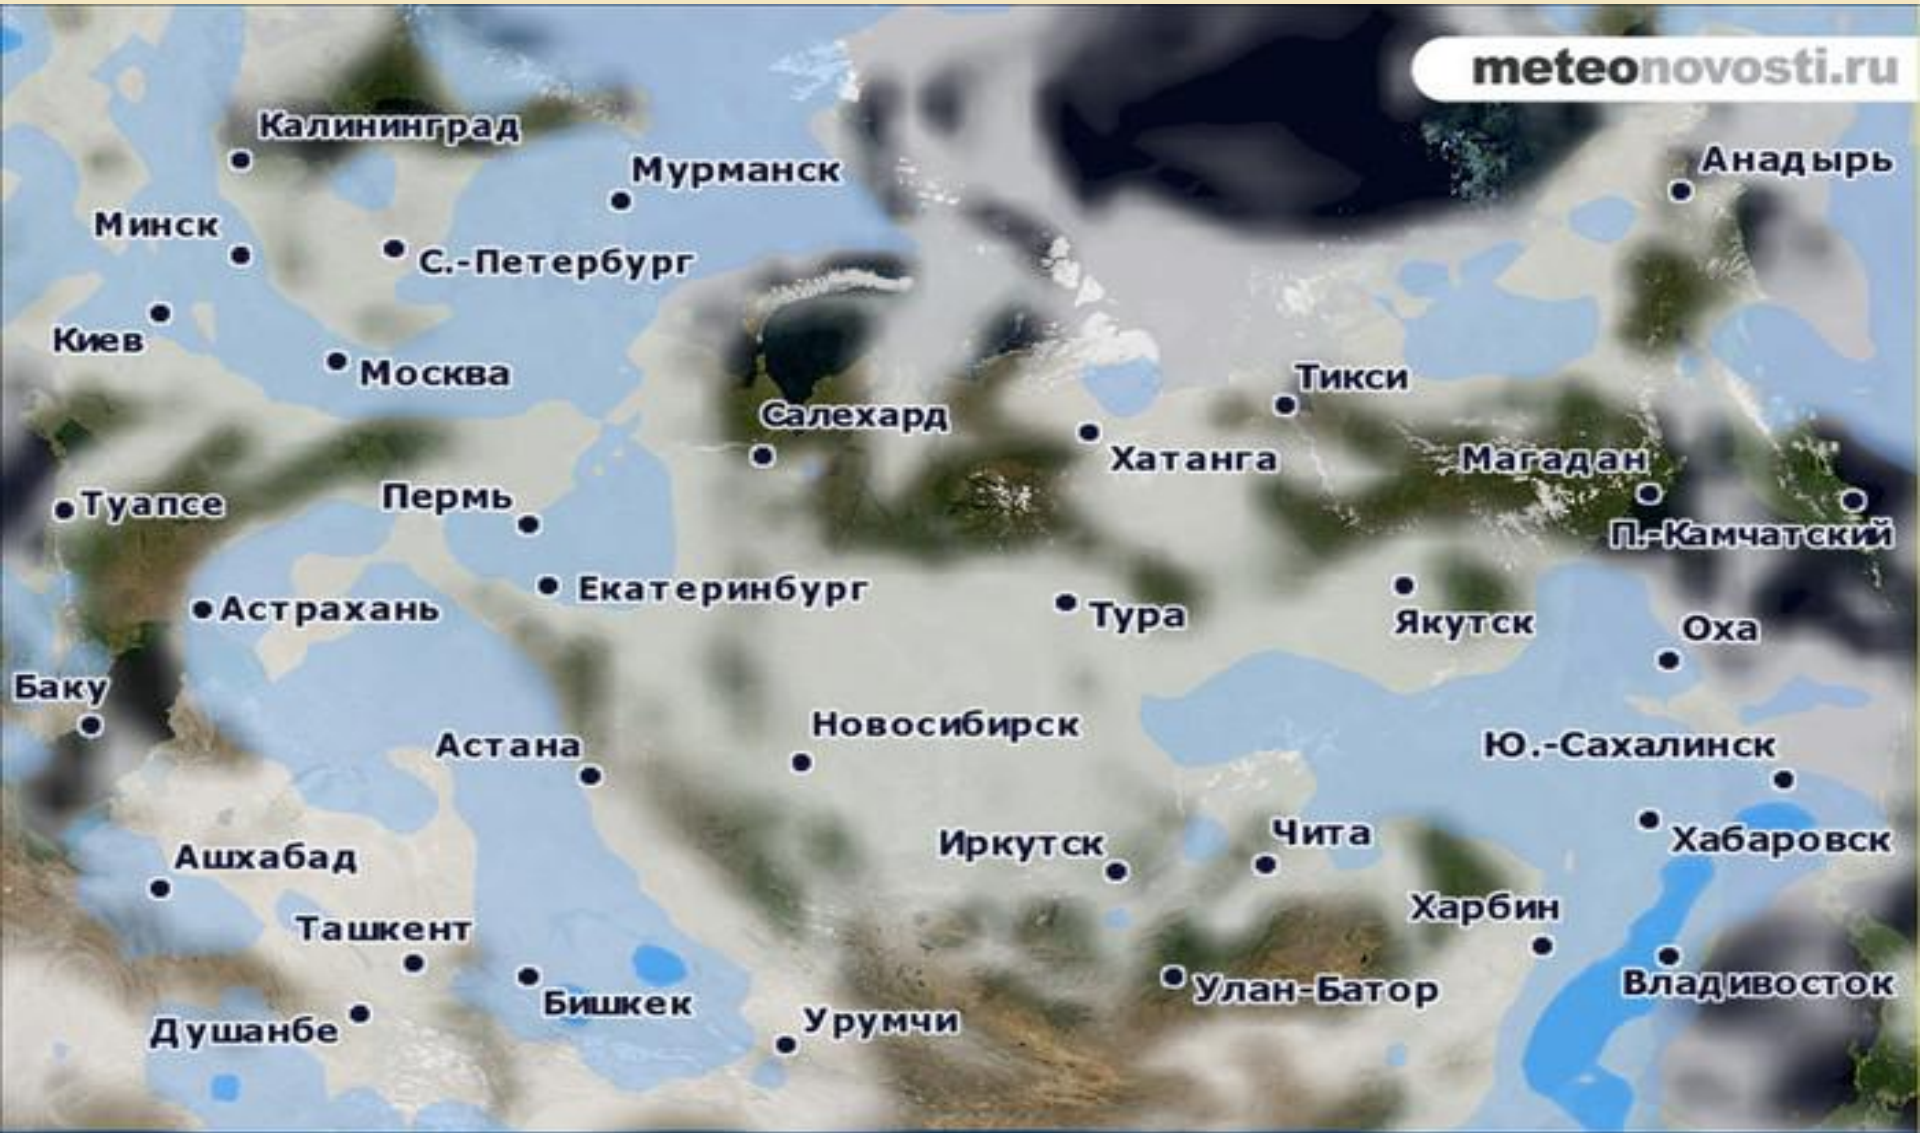 meteonovosti.ru
Калининград
Мурманск
Анадырь
Минск
С.-Петербург
Киев
Москва
Тикси
Салехард
Хатанга
Магадан
Туапсе
Пермь
П.-Камчатский
Екатеринбург
Астрахань
Тура
Якутск
Оха
Баку
Новосибирск
Астана
Ю.-Сахалинск
Иркутск
Чита
Хабаровск
Ашхабад
Харбин
Ташкент
Улан-Батор
Владивосток
Бишкек
Урумчи
Душанбе